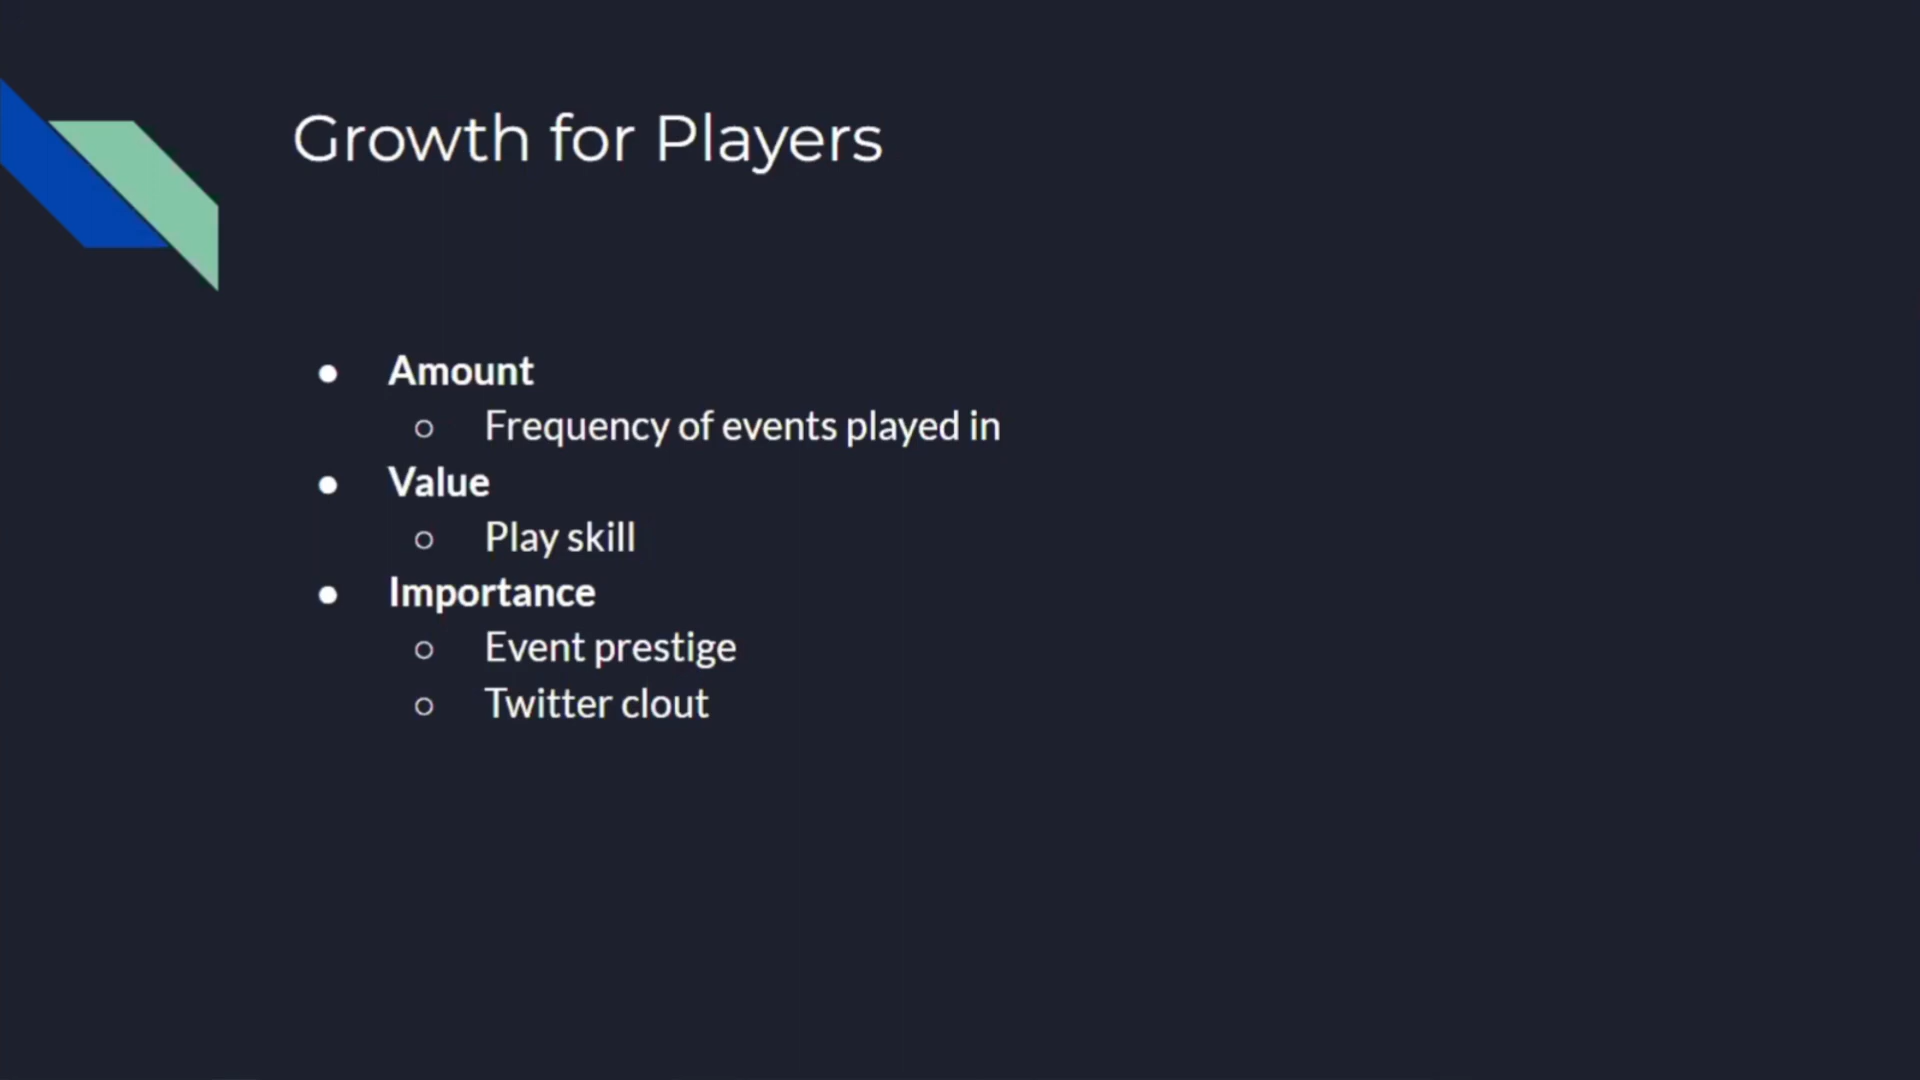 Growth for Players
● Amount
○ Frequency of events played in
● Value
○ Play skill
● Importance
○ Event prestige
○ Twitter clout